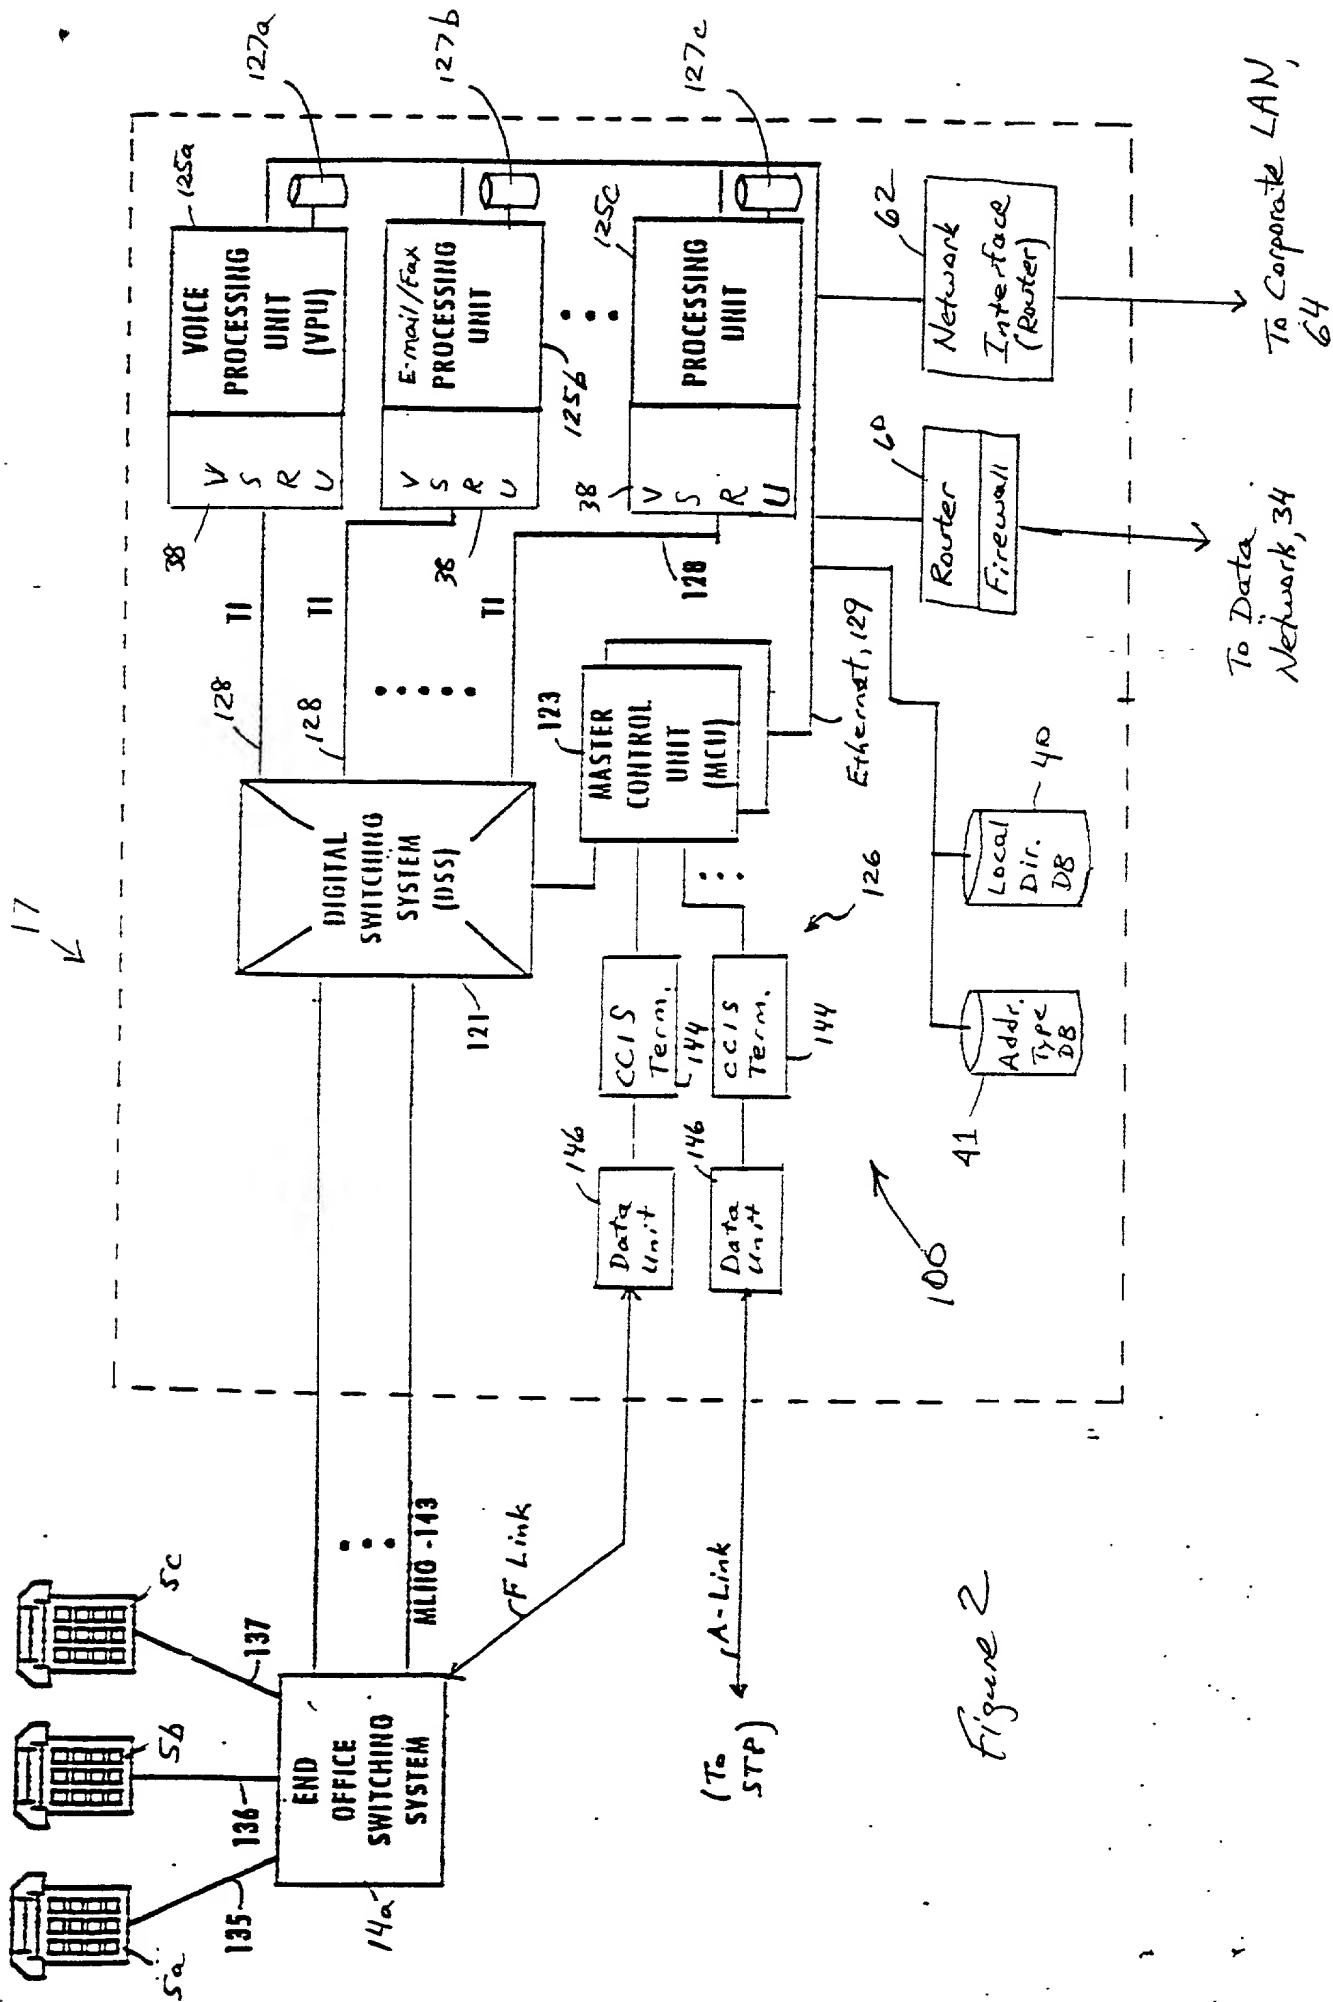 17
5a
5b
5c
135
136
137
END
OFFICE
SWITCHING
SYSTEM
14a
MLHG-143
F Link
A-Link
(To
STP)
DIGITAL
SWITCHING
SYSTEM
(DSS)
121
128
T1
128
T1
T1
128
38
V
S
R
U
VOICE
PROCESSING
UNIT
(VPU)
125a
127a
38
V
S
R
U
E-mail/Fax
PROCESSING
UNIT
125b
127b
38
V
S
R
U
PROCESSING
UNIT
125c
127c
123
MASTER
CONTROL
UNIT
(MCU)
146
Data
Unit
146
Data
Unit
CCIS
Term.
144
CCIS
Term.
144
126
Ethernet, 129
Addr.
Type
DB
41
Local
Dir.
DB
40
60
Router
Firewall
62
Network
Interface
(Router)
To Data
Network, 34
To Corporate LAN,
64
100
Figure 2